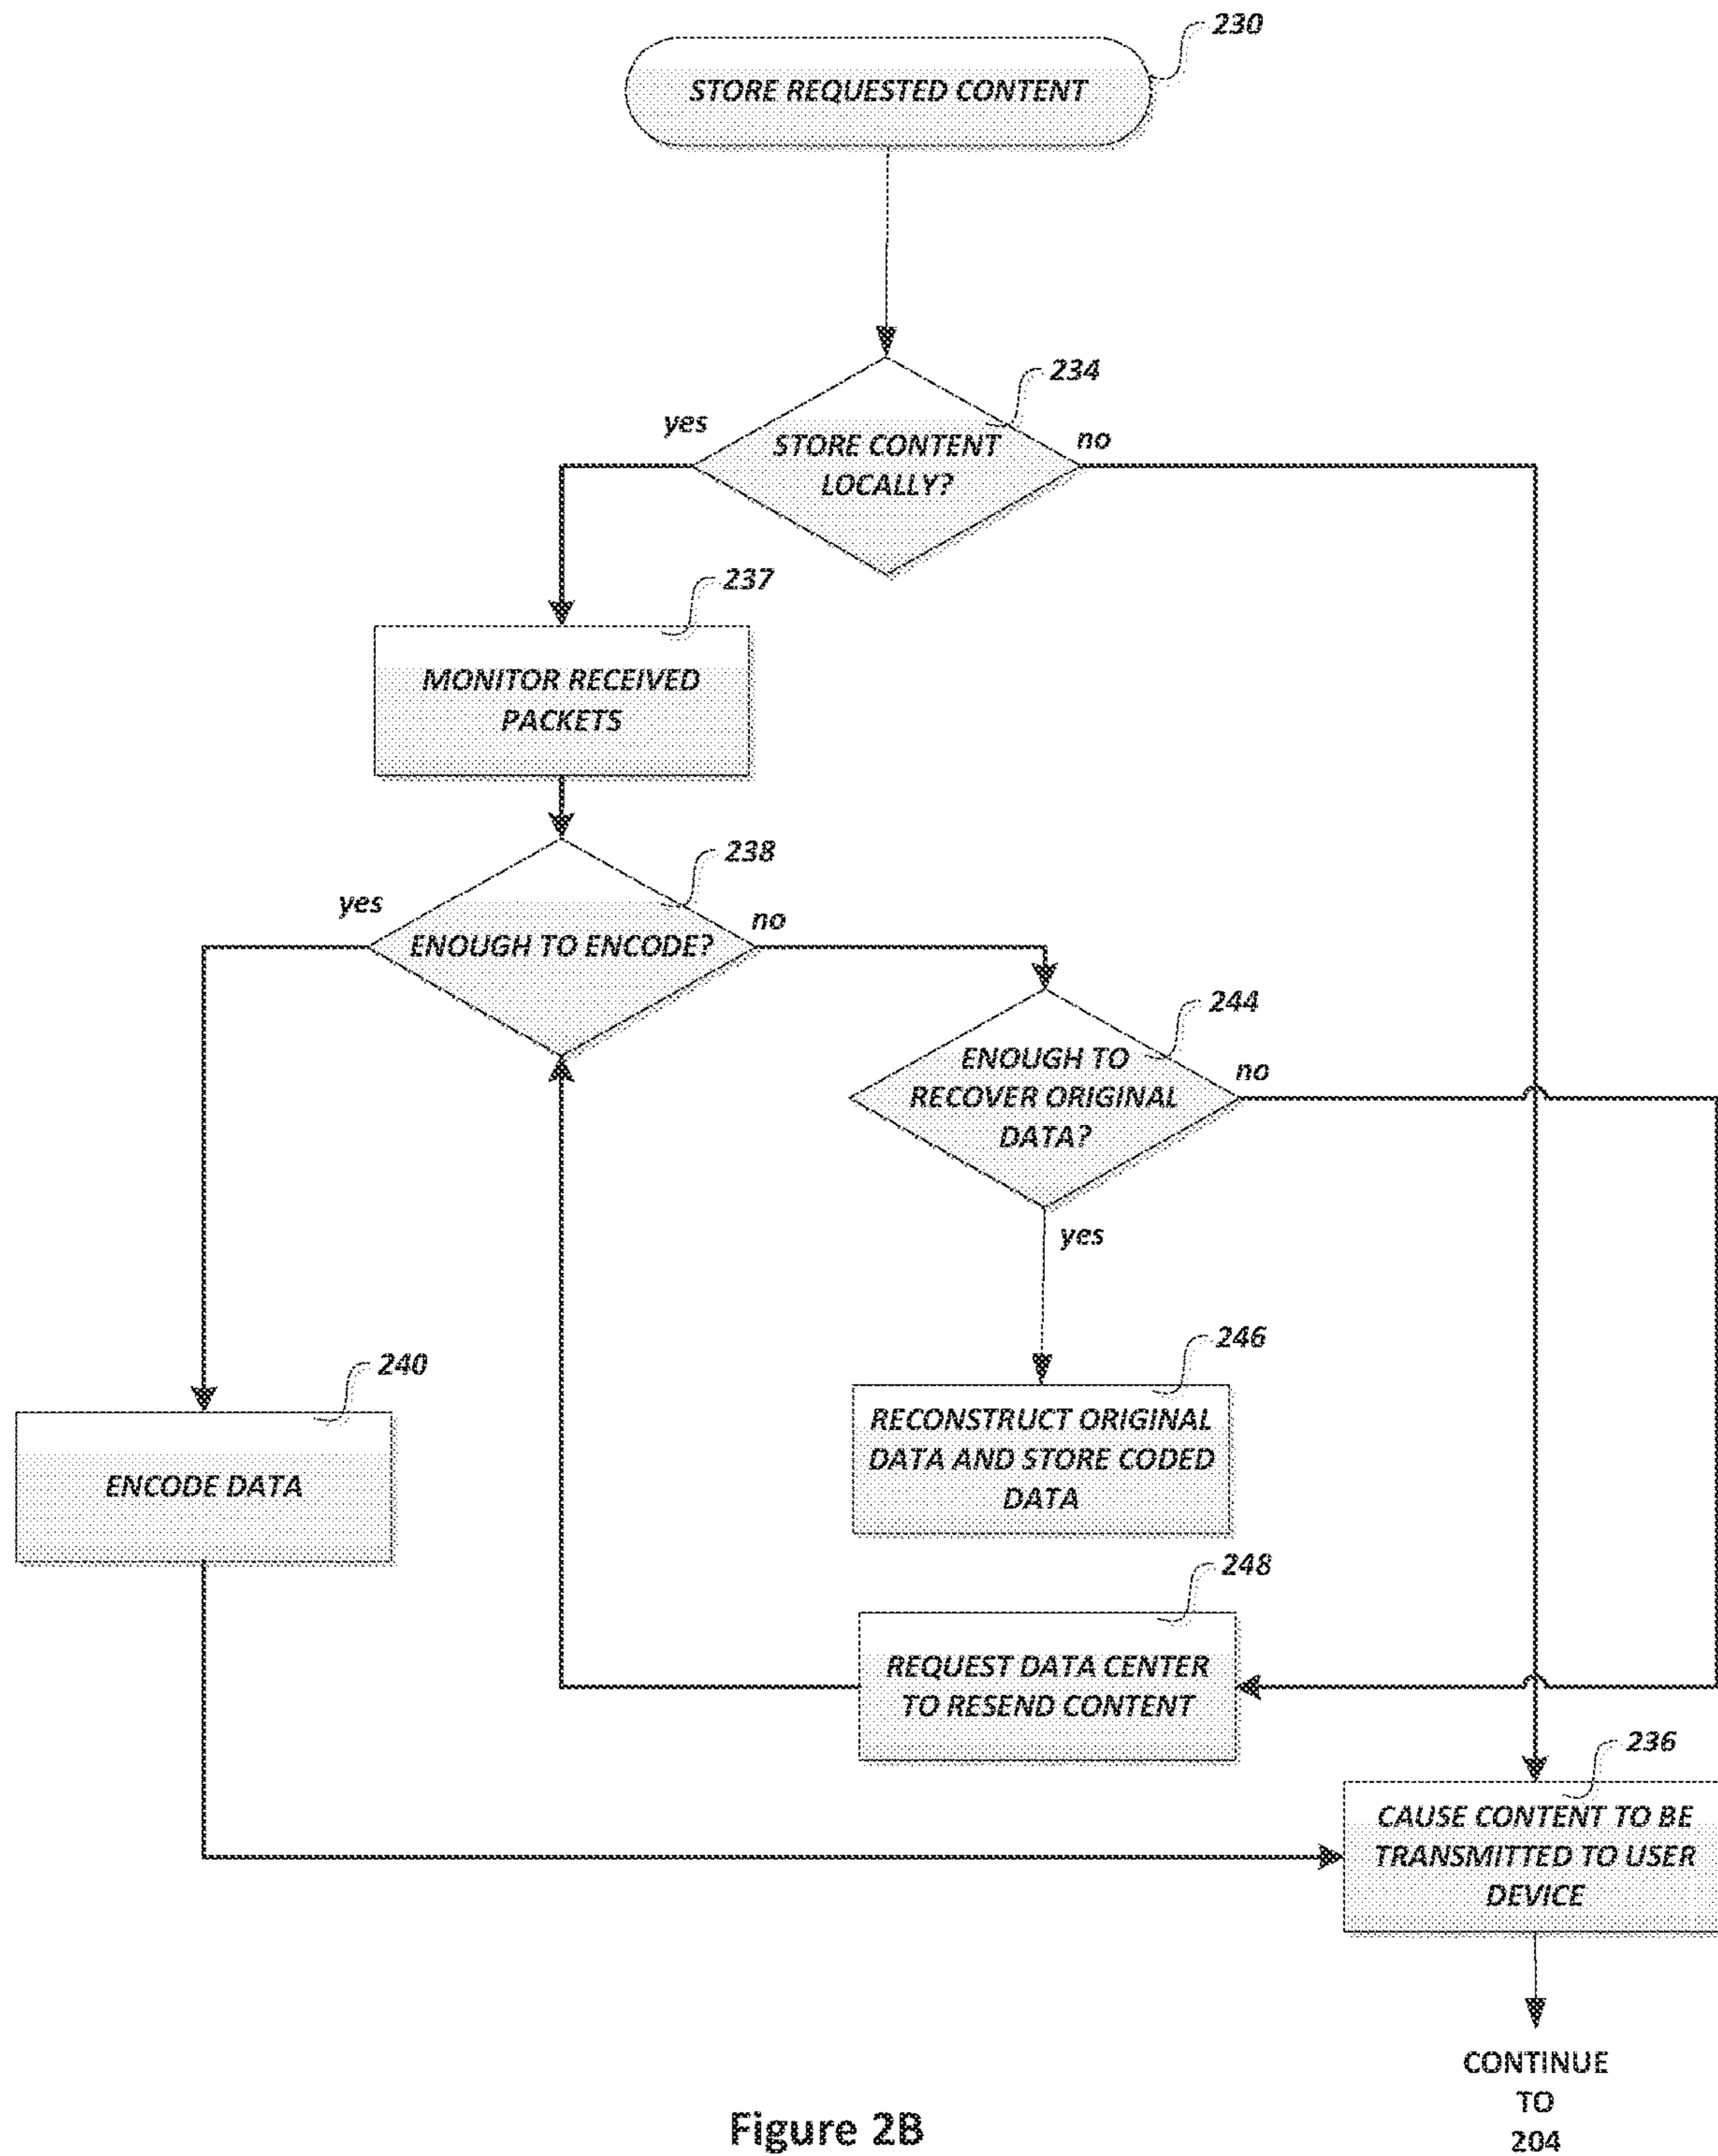 230
STORE REQUESTED CONTENT
234
yes
no
STORE CONTENT
LOCALLY?
237
MONITOR RECEIVED
PACKETS
238
yes
no
ENOUGH TO ENCODE?
244
ENOUGH TO
RECOVER ORIGINAL
DATA?
no
yes
246
240
RECONSTRUCT ORIGINAL
DATA AND STORE CODED
DATA
ENCODE DATA
248
REQUEST DATA CENTER
TO RESEND CONTENT
236
CAUSE CONTENT TO BE
TRANSMITTED TO USER
DEVICE
CONTINUE
TO
204
Figure 2B